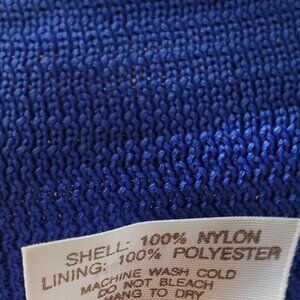 SHELL: 100% NYLON
LINING: 100% POLYESTER
MACHINE WASH COLD
DO NOT BLEACH
HANG TO DRY